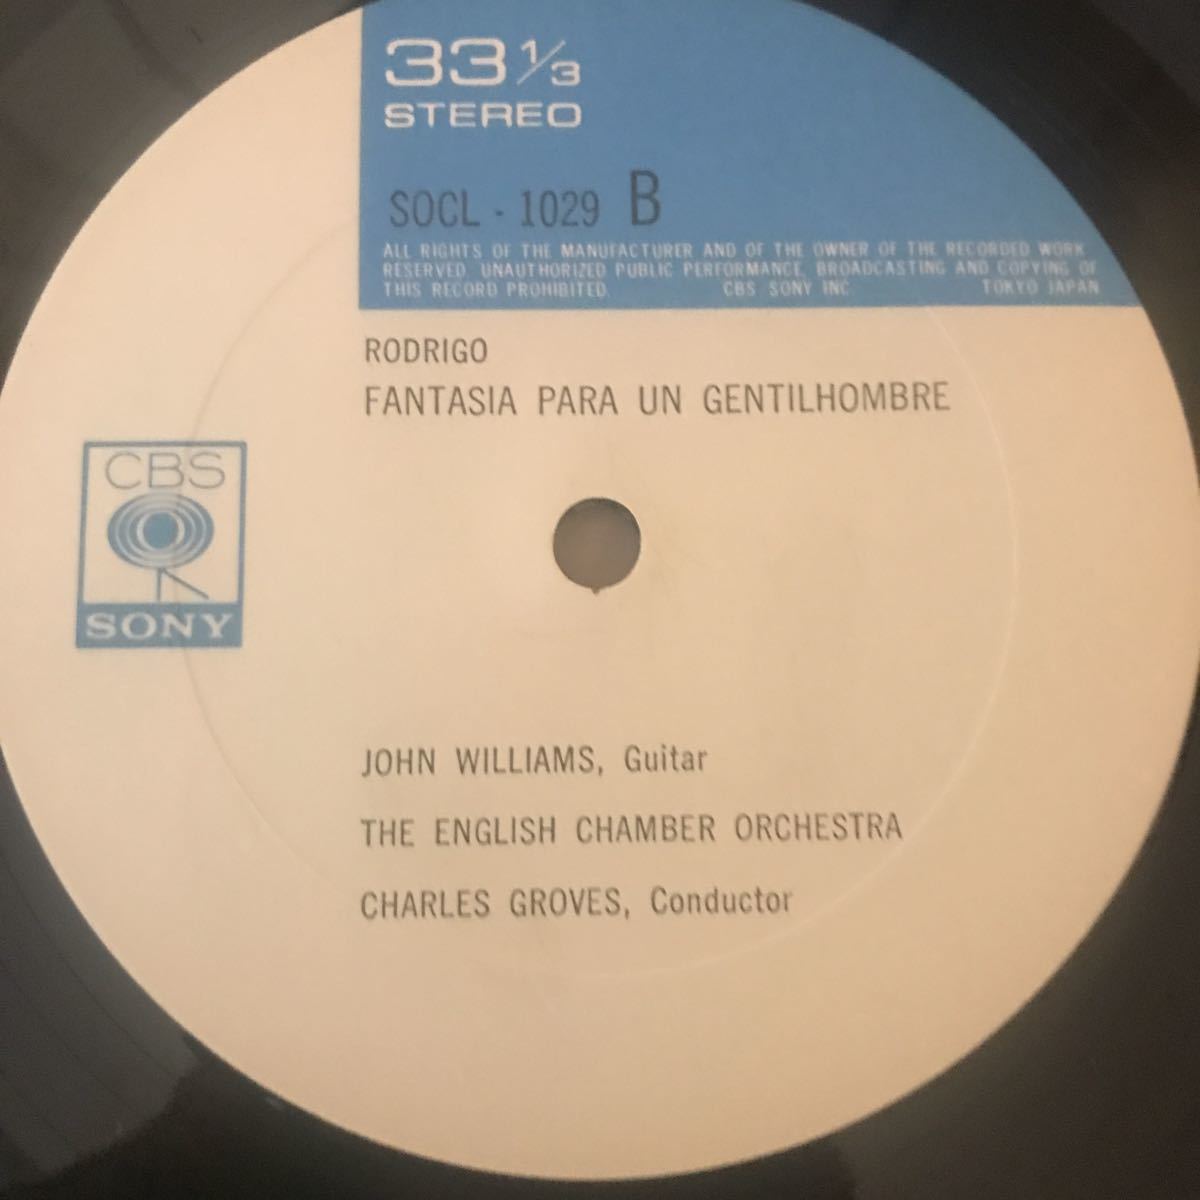 33 1/3
STEREO
SOCL - 1029 B
ALL RIGHTS OF THE MANUFACTURER AND OF THE OWNER OF THE RECORDED WORK
RESERVED. UNAUTHORIZED PUBLIC PERFORMANCE, BROADCASTING AND COPYING OF
THIS RECORD PROHIBITED. CBS SONY INC. TOKYO JAPAN
RODRIGO
FANTASIA PARA UN GENTILHOMBRE
CBS
SONY
JOHN WILLIAMS, Guitar
THE ENGLISH CHAMBER ORCHESTRA
CHARLES GROVES, Conductor